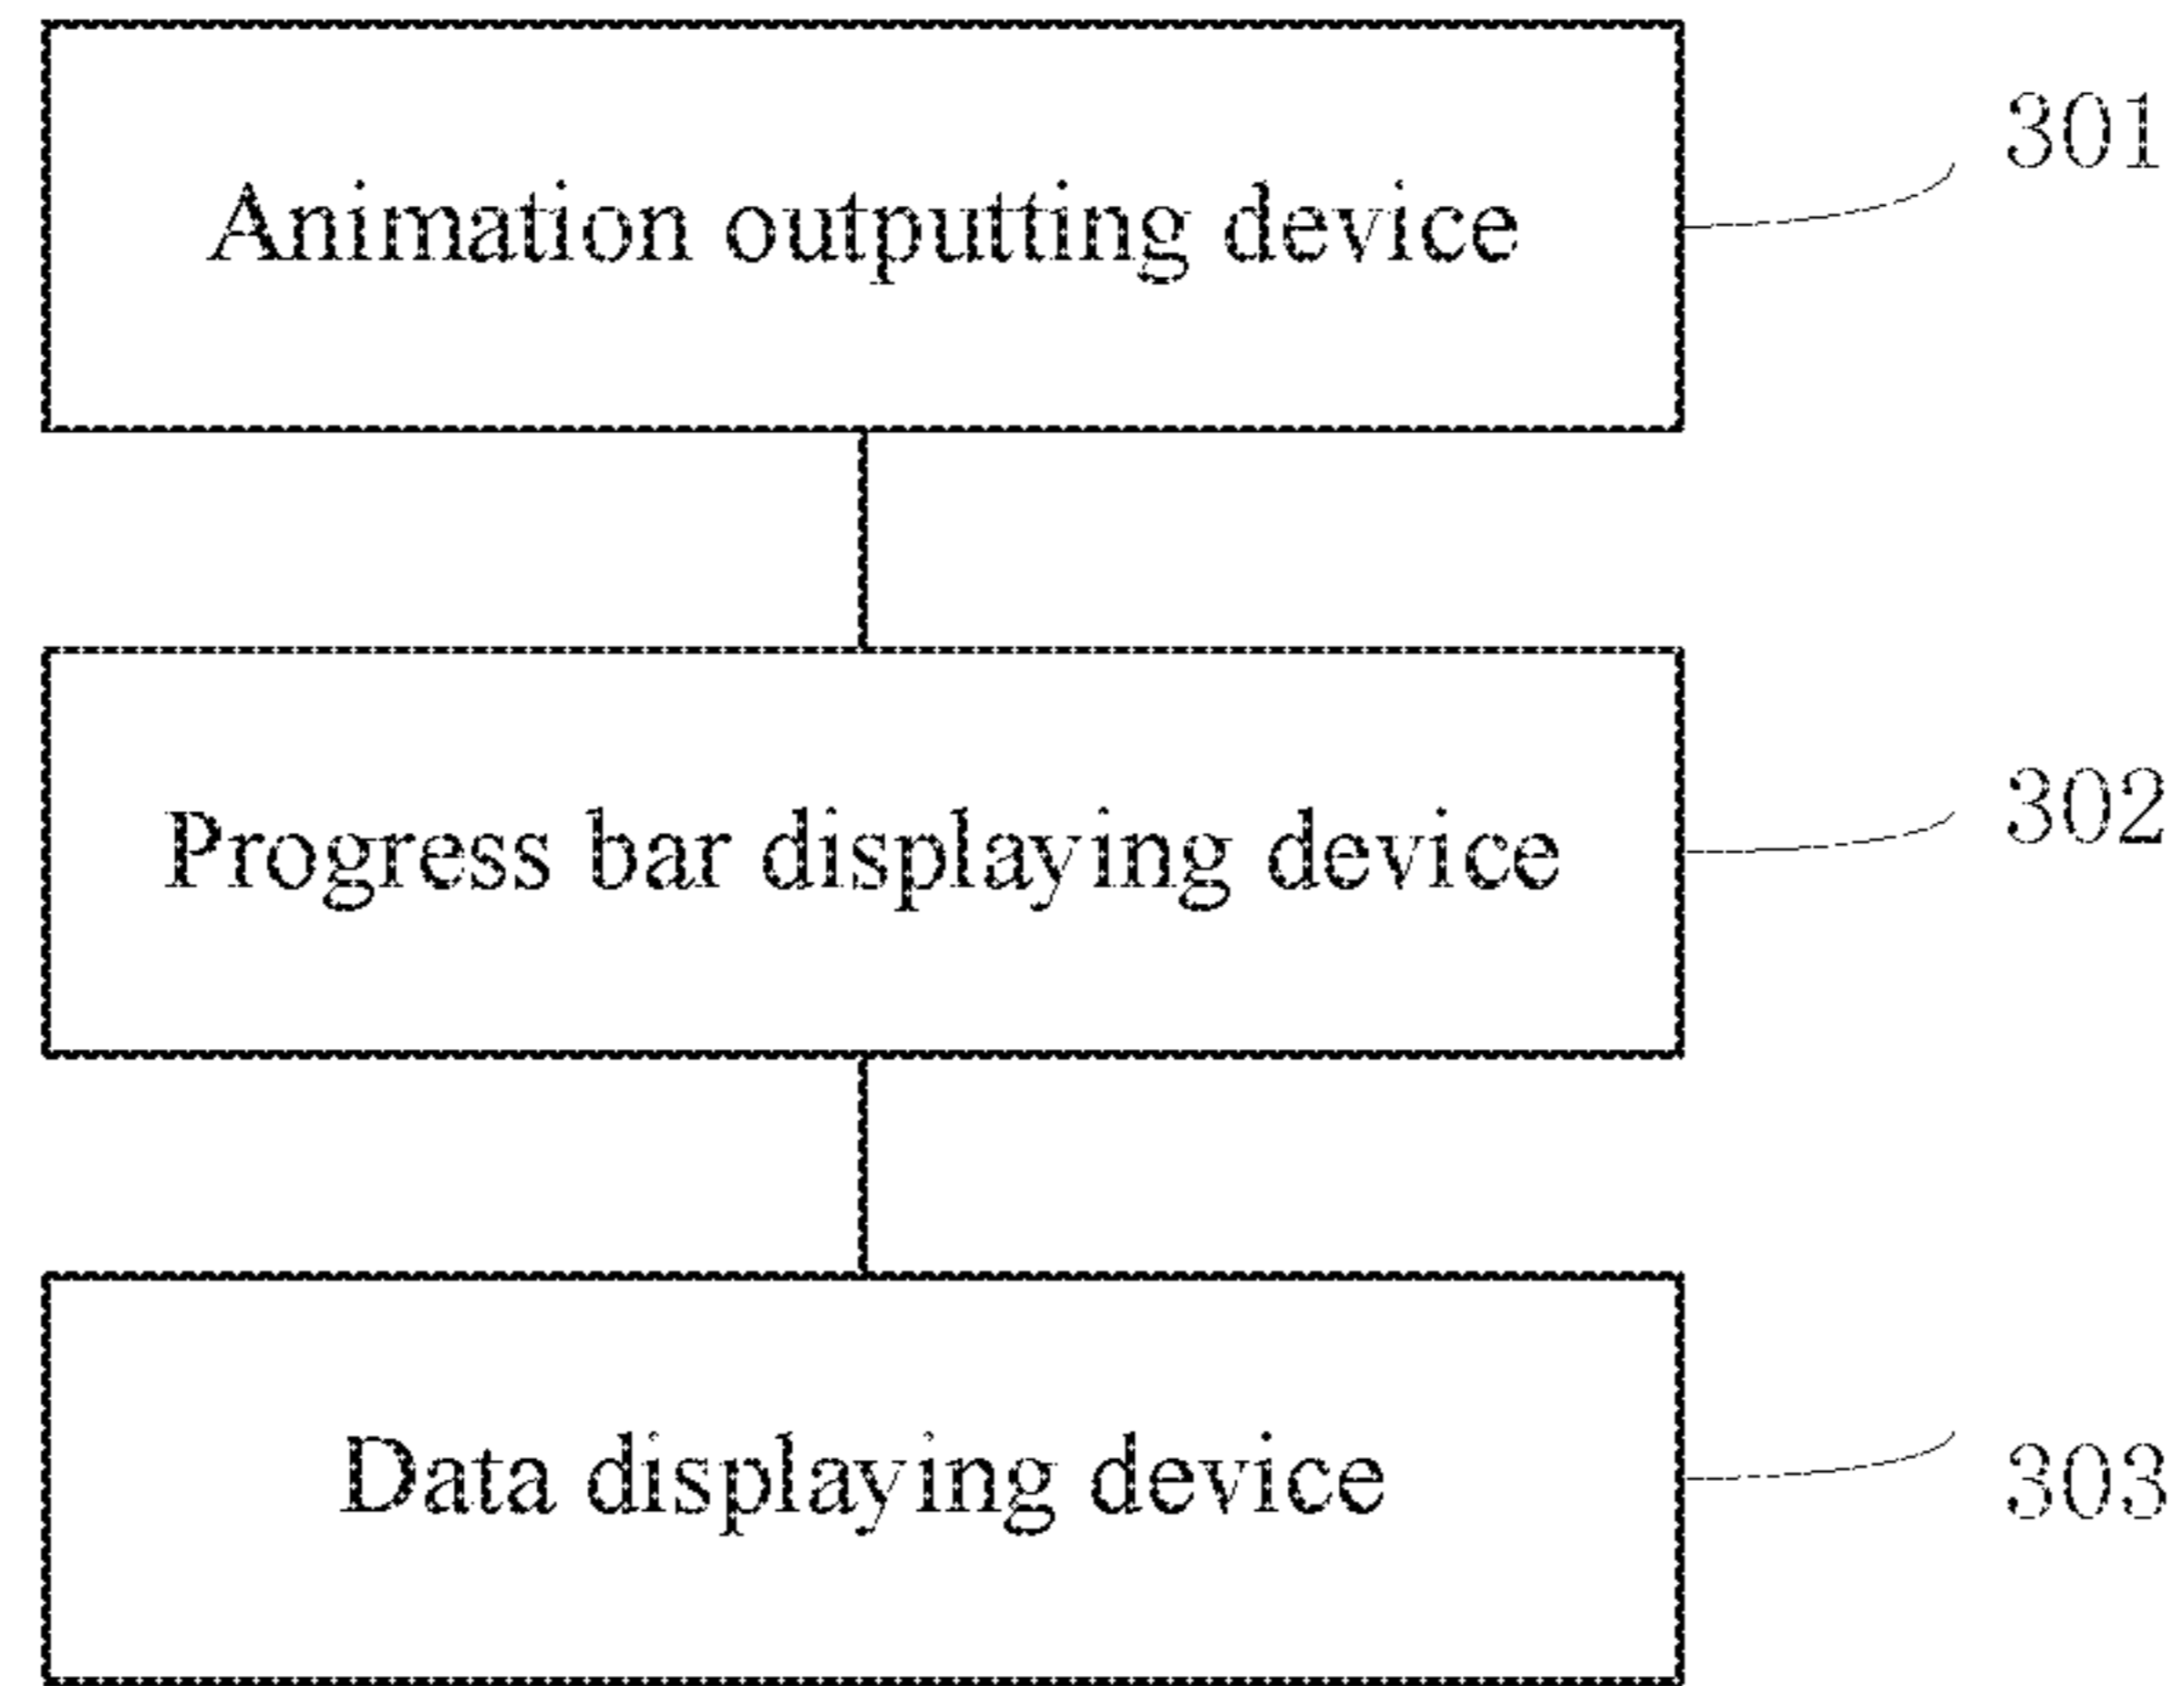 301
Animation outputting device
302
Progress bar displaying device
Data displaying device
303